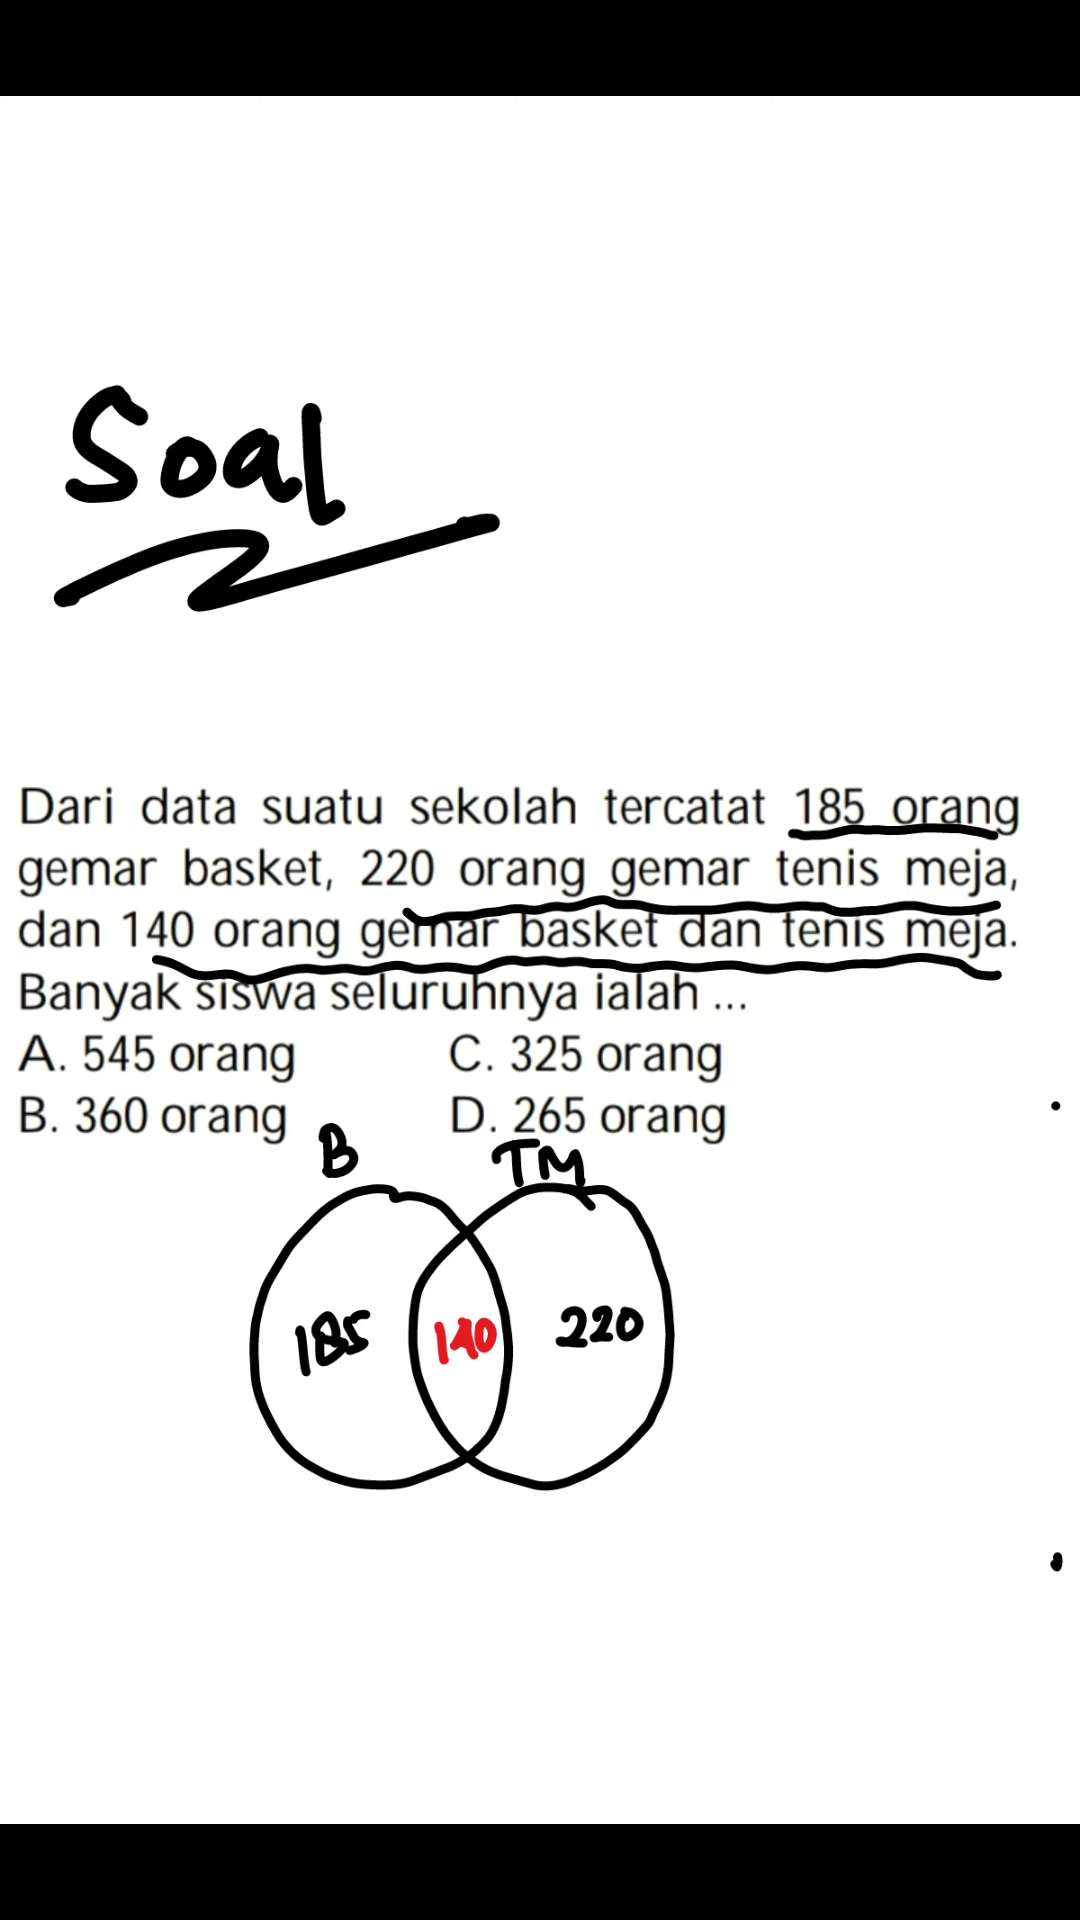 Soal
Dari data suatu sekolah tercatat 185 orang
gemar basket, 220 orang gemar tenis meja,
dan 140 orang gemar basket dan tenis meja.
Banyak siswa seluruhnya ialah ...
A. 545 orang C. 325 orang
B. 360 orang D. 265 orang
B TM
185 140 220